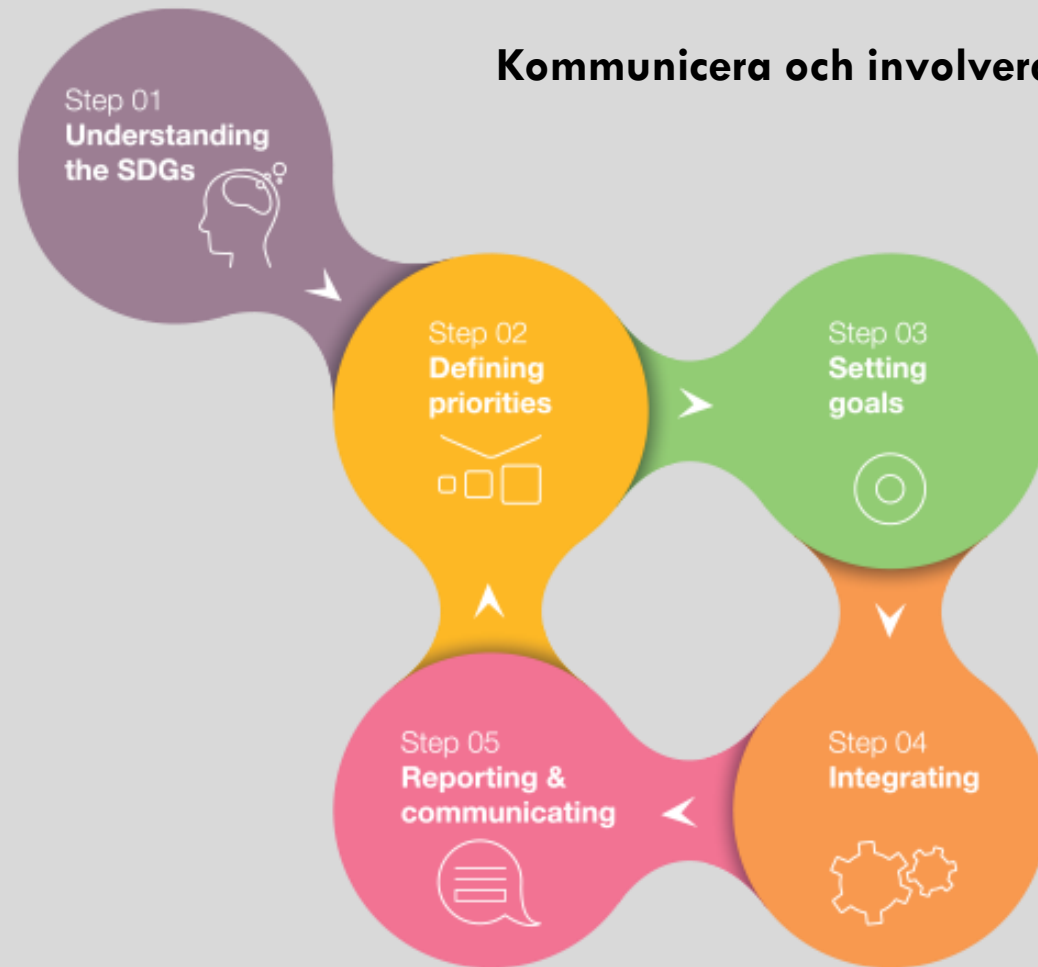 Kommunicera och involvera
Step 01
Understanding
the SDGs
Step 02
Defining
priorities
Step 03
Setting
goals
Step 04
Integrating
Step 05
Reporting &
communicating